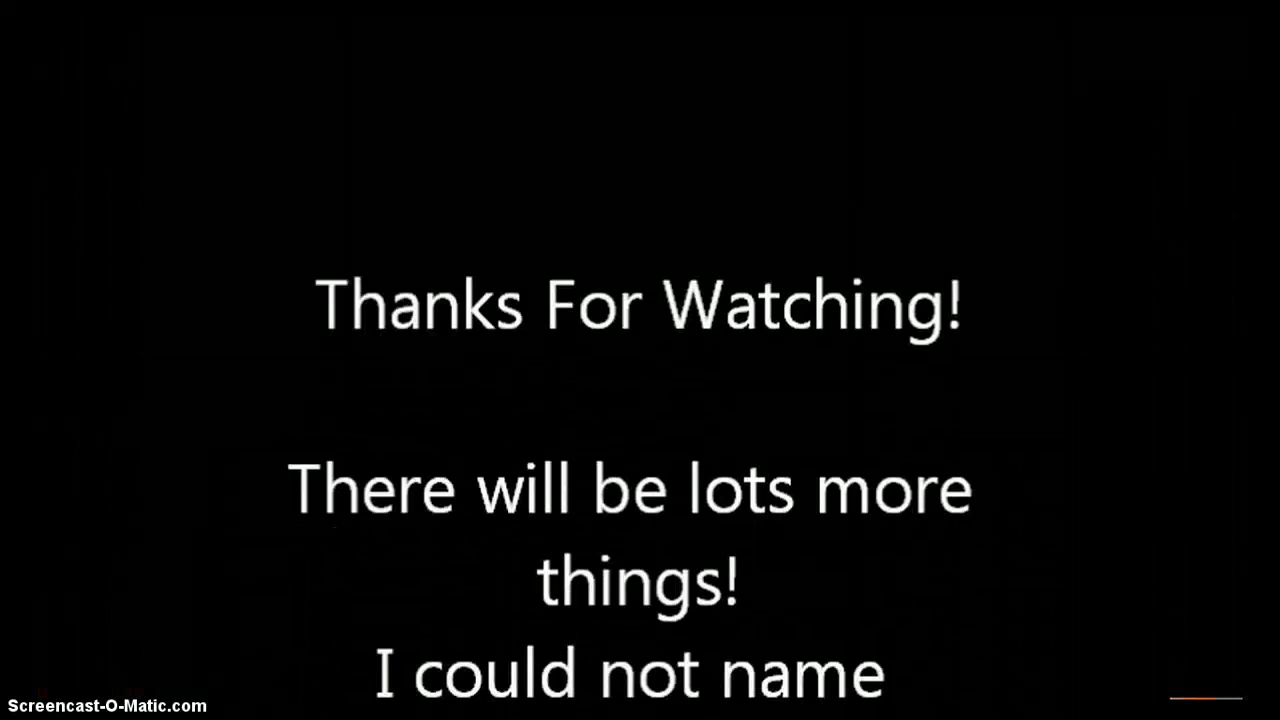 Thanks For Watching!
There will be lots more
things!
I could not name
Screencast-O-Matic.com